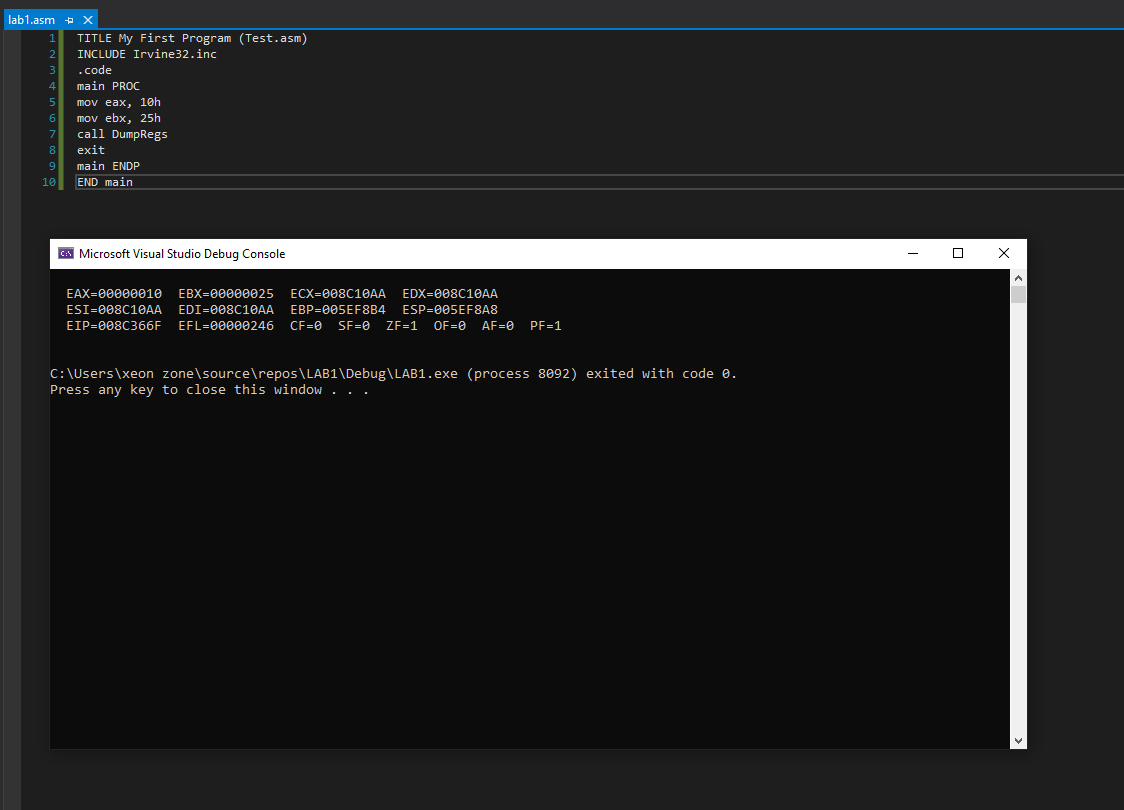 lab1.asm
1 TITLE My First Program (Test.asm)
2 INCLUDE Irvine32.inc
3 .code
4 main PROC
5 mov eax, 10h
6 mov ebx, 25h
7 call DumpRegs
8 exit
9 main ENDP
10 END main
C:\ Microsoft Visual Studio Debug Console
EAX=00000010 EBX=00000025 ECX=008C10AA EDX=008C10AA
ESI=008C10AA EDI=008C10AA EBP=005EF8B4 ESP=005EF8A8
EIP=008C366F EFL=00000246 CF=0 SF=0 ZF=1 OF=0 AF=0 PF=1
C:\Users\xeon zone\source\repos\LAB1\Debug\LAB1.exe (process 8092) exited with code 0.
Press any key to close this window . . .